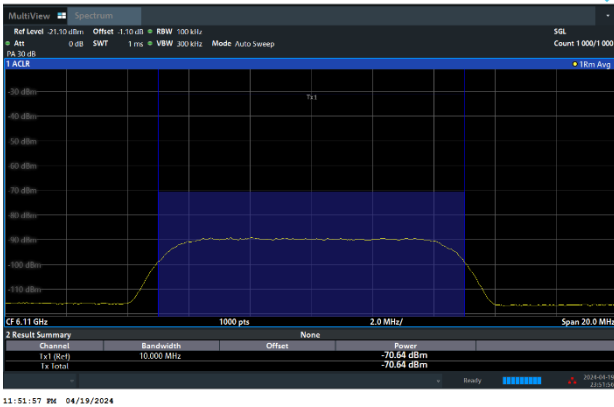 MultiView Spectrum
Ref Level -21.10 dBm Offset -1.10 dB RBW 100 kHz SGL
Att 0 dB SWT 1 ms VBW 300 kHz Mode Auto Sweep Count 1000/1000
PA 30 dB
1 ACLR 1Rm Avg
-30 dBm
Tx1
-40 dBm
-50 dBm
-60 dBm
-70 dBm
-80 dBm
-90 dBm
-100 dBm
-110 dBm
CF 6.11 GHz 1000 pts 2.0 MHz/ Span 20.0 MHz
2 Result Summary None
Channel Bandwidth Offset Power
Tx1 (Ref) 10.000 MHz -70.64 dBm
Tx Total -70.64 dBm
Ready 2024-04-19
23:51:56
11:51:57 PM 04/19/2024